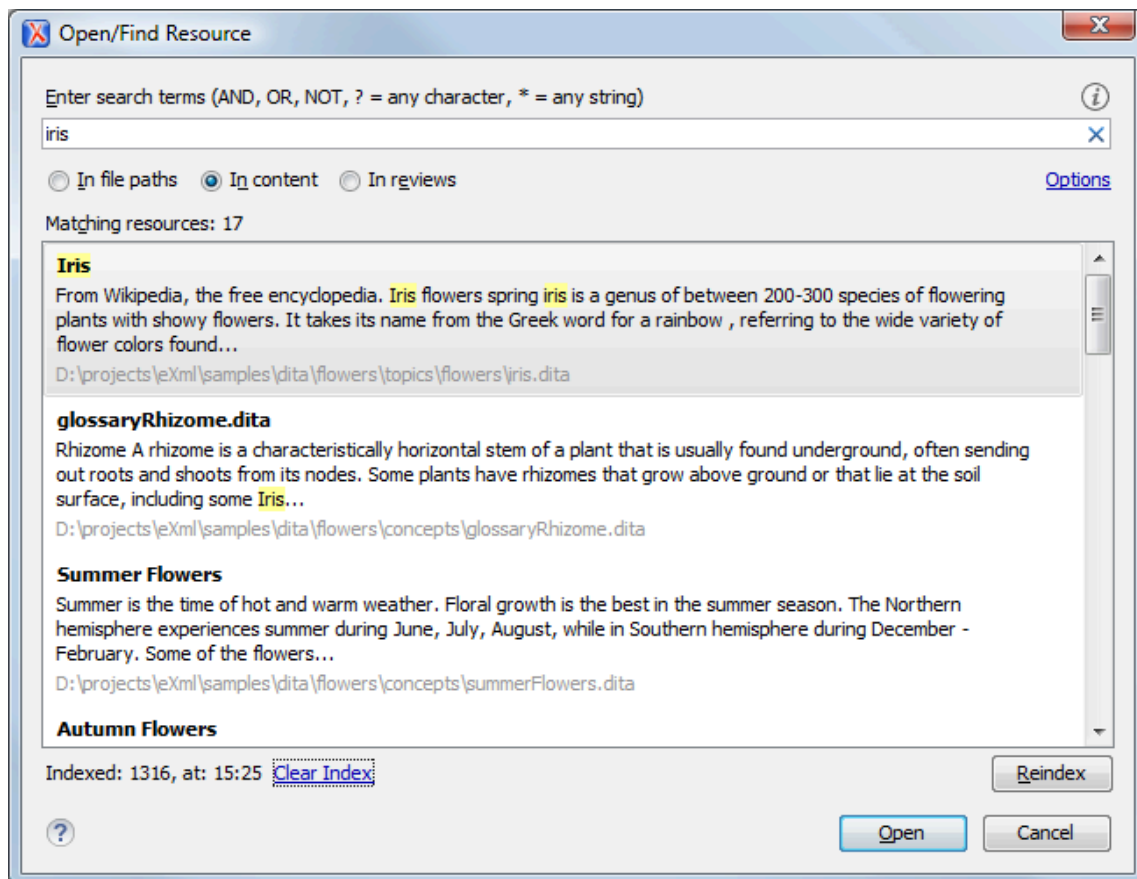 Open/Find Resource
Enter search terms (AND, OR, NOT, ? = any character, * = any string)
iris
In file paths In content In reviews Options
Matching resources: 17
Iris
From Wikipedia, the free encyclopedia. Iris flowers spring iris is a genus of between 200-300 species of flowering
plants with showy flowers. It takes its name from the Greek word for a rainbow , referring to the wide variety of
flower colors found...
D:\projects\eXml\samples\dita\flowers\topics\flowers\iris.dita
glossaryRhizome.dita
Rhizome A rhizome is a characteristically horizontal stem of a plant that is usually found underground, often sending
out roots and shoots from its nodes. Some plants have rhizomes that grow above ground or that lie at the soil
surface, including some Iris...
D:\projects\eXml\samples\dita\flowers\concepts\glossaryRhizome.dita
Summer Flowers
Summer is the time of hot and warm weather. Floral growth is the best in the summer season. The Northern
hemisphere experiences summer during June, July, August, while in Southern hemisphere during December -
February. Some of the flowers...
D:\projects\eXml\samples\dita\flowers\concepts\summerFlowers.dita
Autumn Flowers
Indexed: 1316, at: 15:25 Clear Index Reindex
Open Cancel